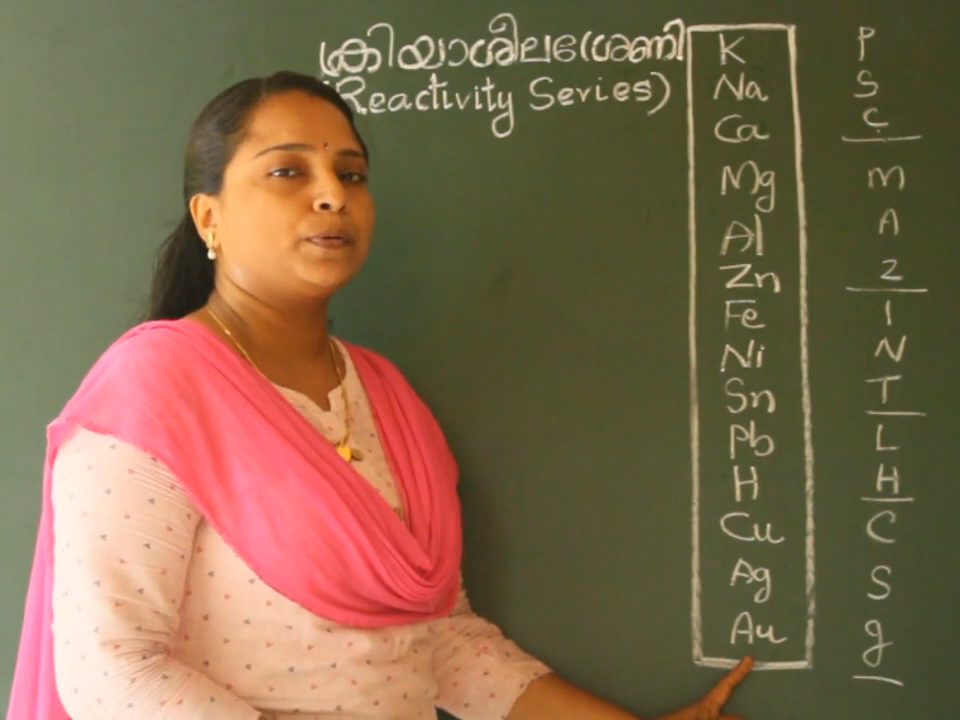 ക്രിയാശീലശ്രേണി
(Reactivity Series)
K P
Na S
Ca C
Mg m
Al A
Zn Z
Fe I
Ni N
Sn T
Pb L
H H
Cu C
Ag S
Au g